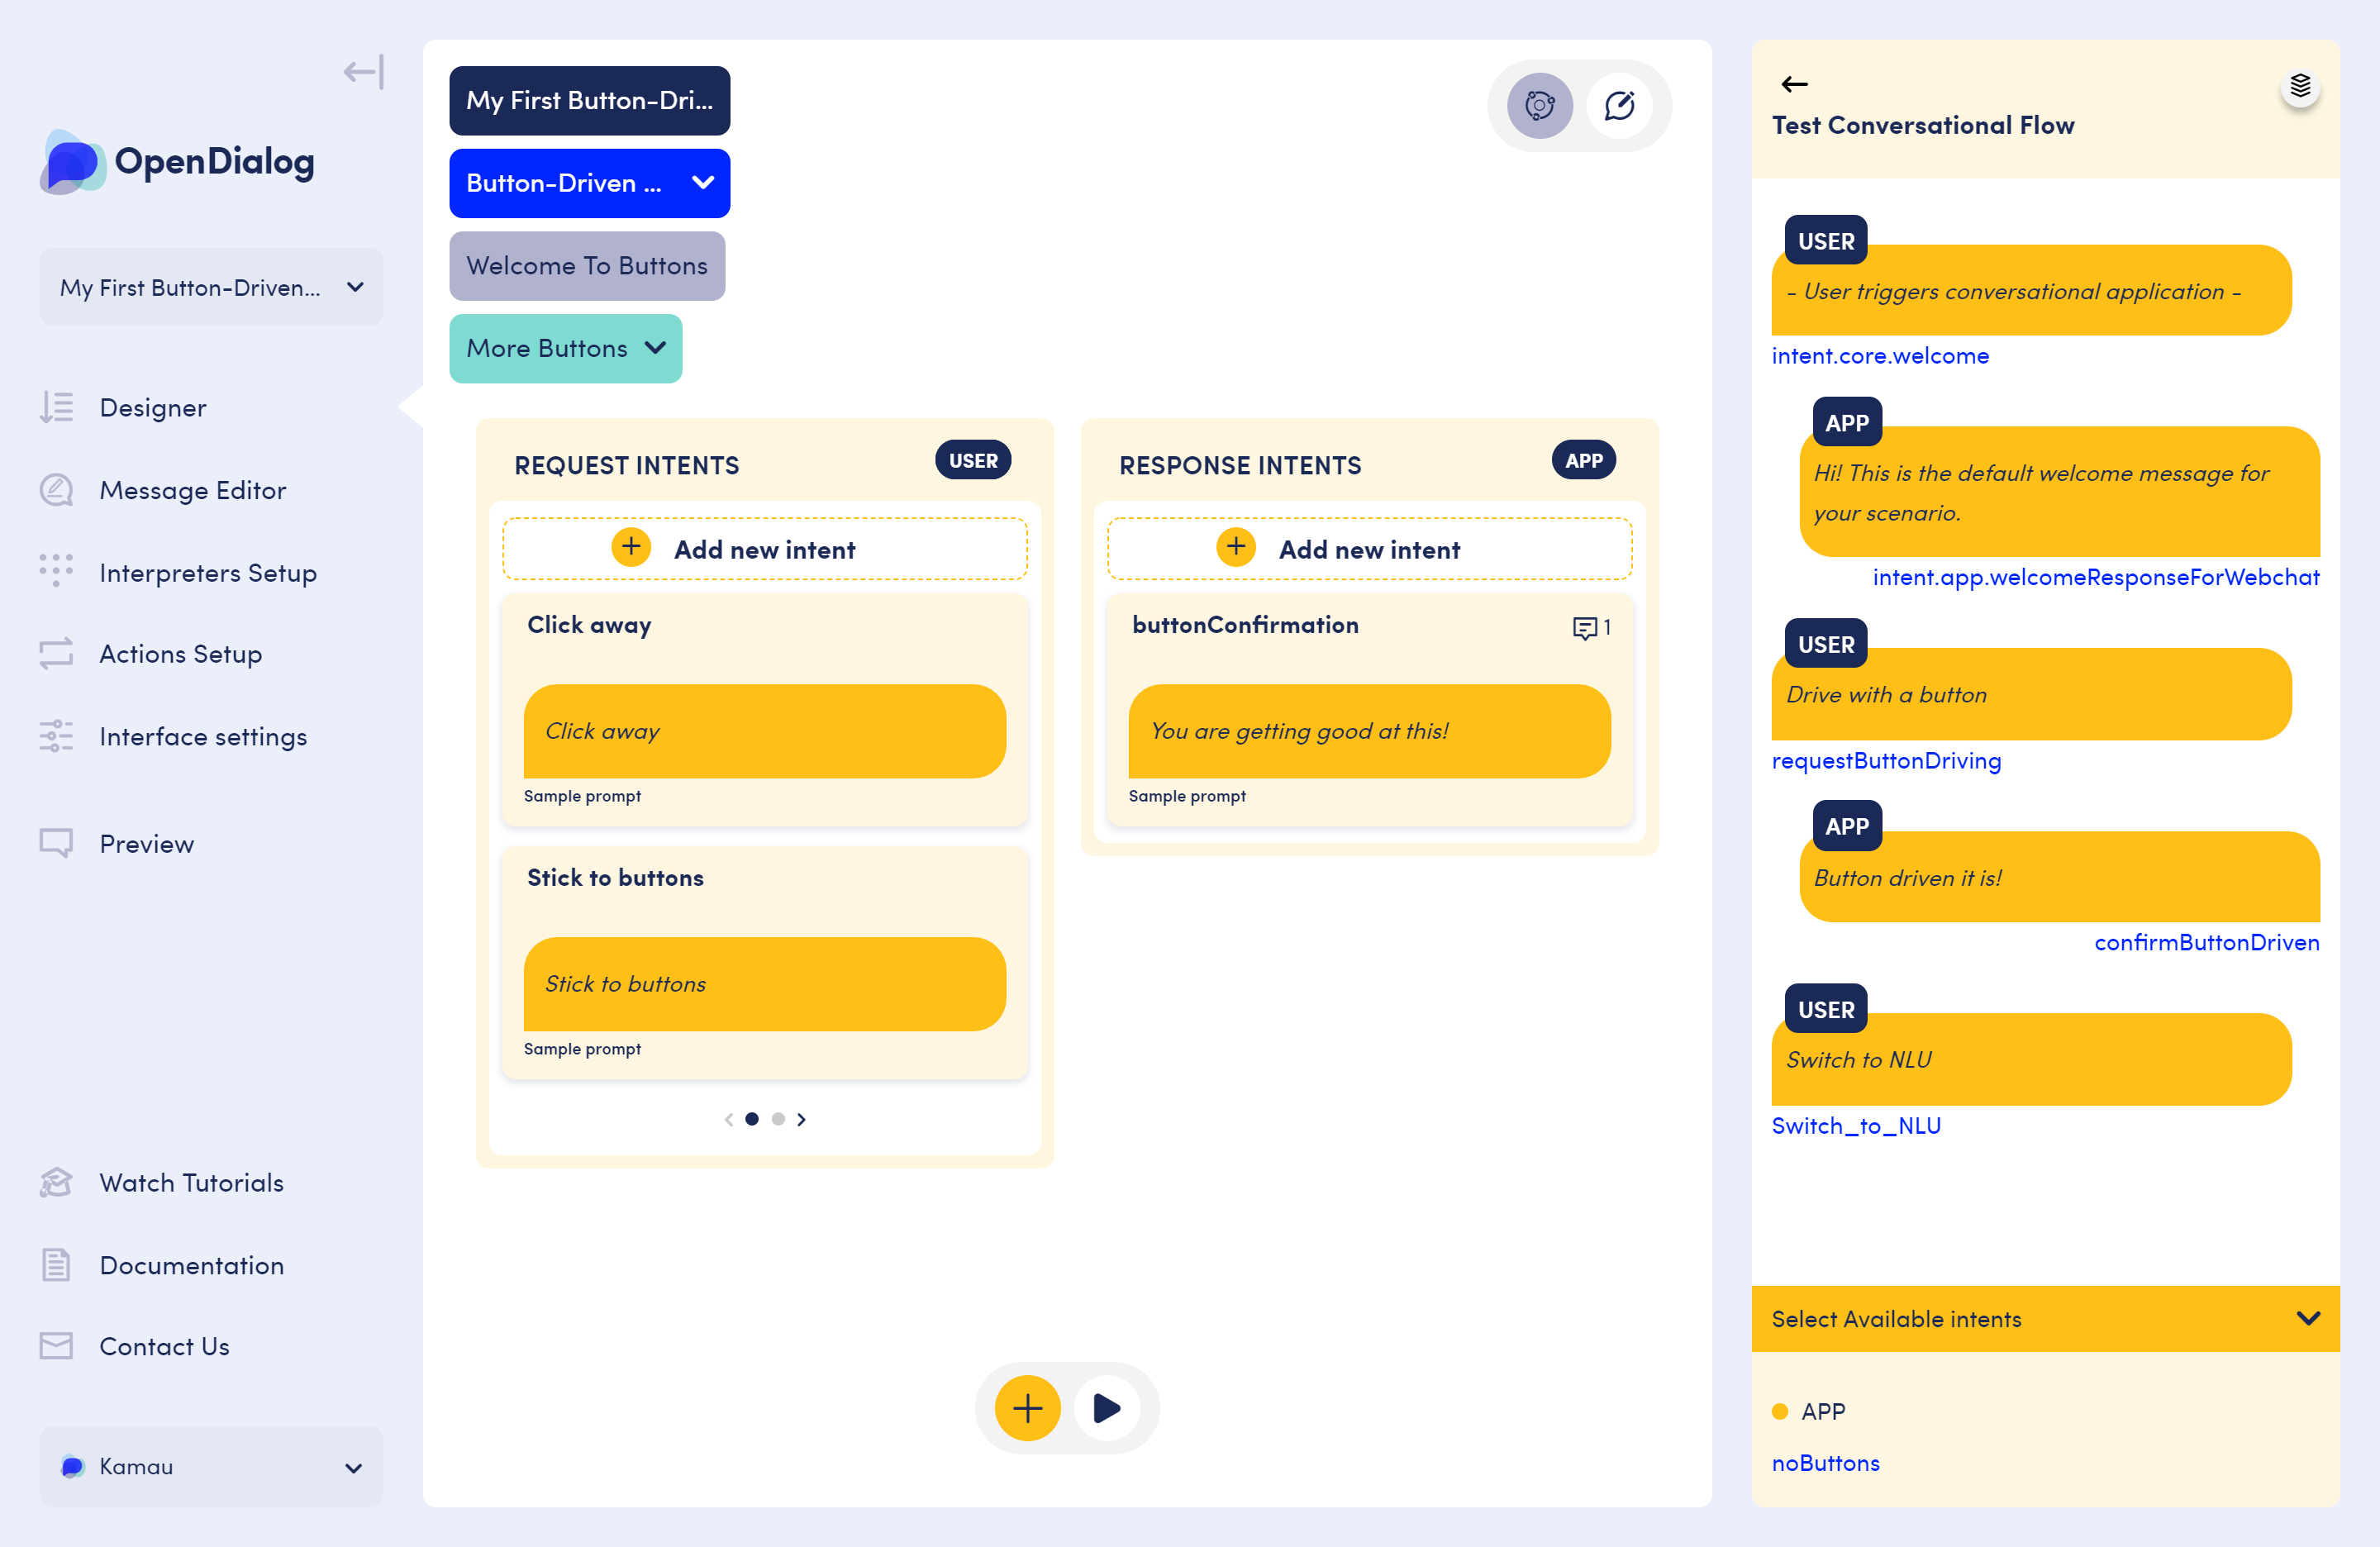 OpenDialog
My First Button-Driven...
Designer
Message Editor
Interpreters Setup
Actions Setup
Interface settings
Preview
Watch Tutorials
Documentation
Contact Us
Kamau
My First Button-Dri...
Button-Driven ...
Welcome To Buttons
More Buttons
REQUEST INTENTS
USER
Add new intent
Click away
Click away
Sample prompt
Stick to buttons
Stick to buttons
Sample prompt
RESPONSE INTENTS
APP
Add new intent
buttonConfirmation
1
You are getting good at this!
Sample prompt
Test Conversational Flow
USER
- User triggers conversational application -
intent.core.welcome
APP
Hi! This is the default welcome message for
your scenario.
intent.app.welcomeResponseForWebchat
USER
Drive with a button
requestButtonDriving
APP
Button driven it is!
confirmButtonDriven
USER
Switch to NLU
Switch_to_NLU
Select Available intents
APP
noButtons